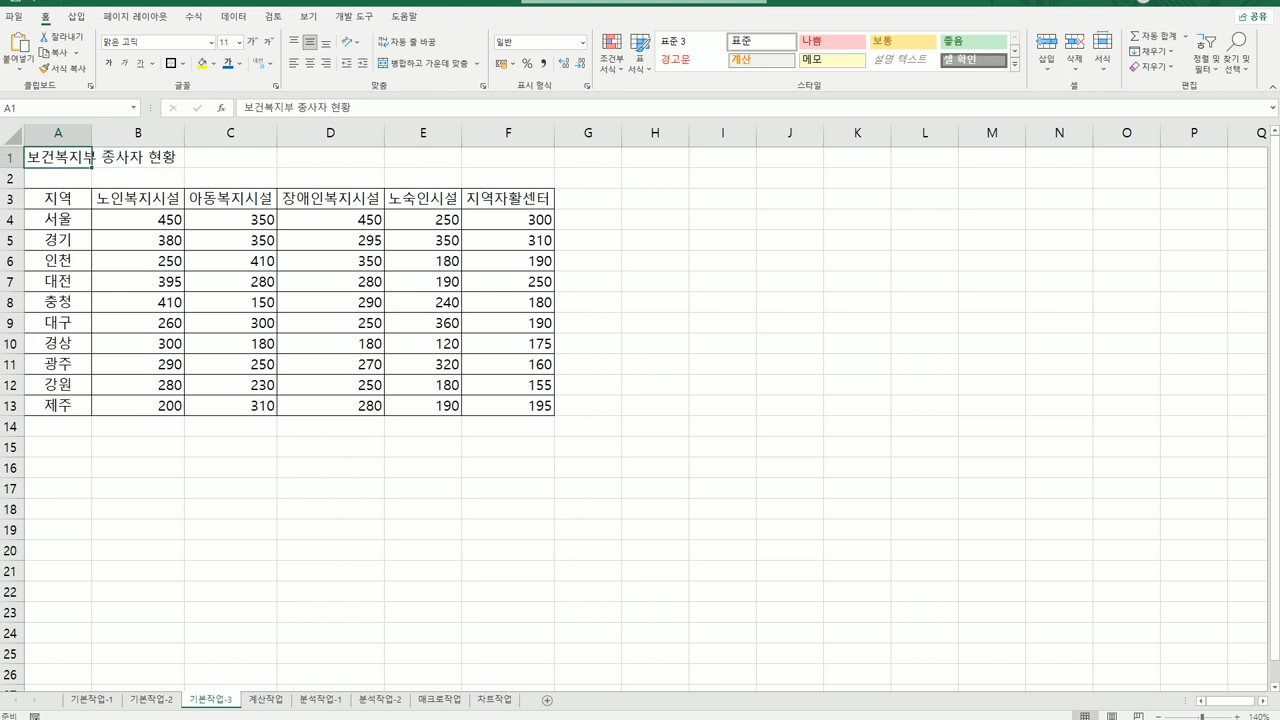 파일 홈 삽입 페이지 레이아웃 수식 데이터 검토 보기 개발 도구 도움말 공유
붙여넣기 잘라내기 복사 서식 복사 클립보드
맑은 고딕 11 가 가 가 가 가 글꼴
자동 줄 바꿈 병합하고 가운데 맞춤 맞춤
일반 % 표시 형식
조건부 서식 표 서식 표준 3 표준 나쁨 보통 좋음
경고문 계산 메모 설명 텍스트 셀 확인 스타일
삽입 삭제 서식 셀
자동 합계 채우기 지우기 정렬 및 필터 찾기 및 선택 편집
A1 fx 보건복지부 종사자 현황
A B C D E F G H I J K L M N O P Q
1 보건복지부 종사자 현황
2
3 지역 노인복지시설 아동복지시설 장애인복지시설 노숙인시설 지역자활센터
4 서울 450 350 450 250 300
5 경기 380 350 295 350 310
6 인천 250 410 350 180 190
7 대전 395 280 280 190 250
8 충청 410 150 290 240 180
9 대구 260 300 250 360 190
10 경상 300 180 180 120 175
11 광주 290 250 270 320 160
12 강원 280 230 250 180 155
13 제주 200 310 280 190 195
14
15
16
17
18
19
20
21
22
23
24
25
26
기본작업-1 기본작업-2 기본작업-3 계산작업 분석작업-1 분석작업-2 매크로작업 차트작업
준비 140%